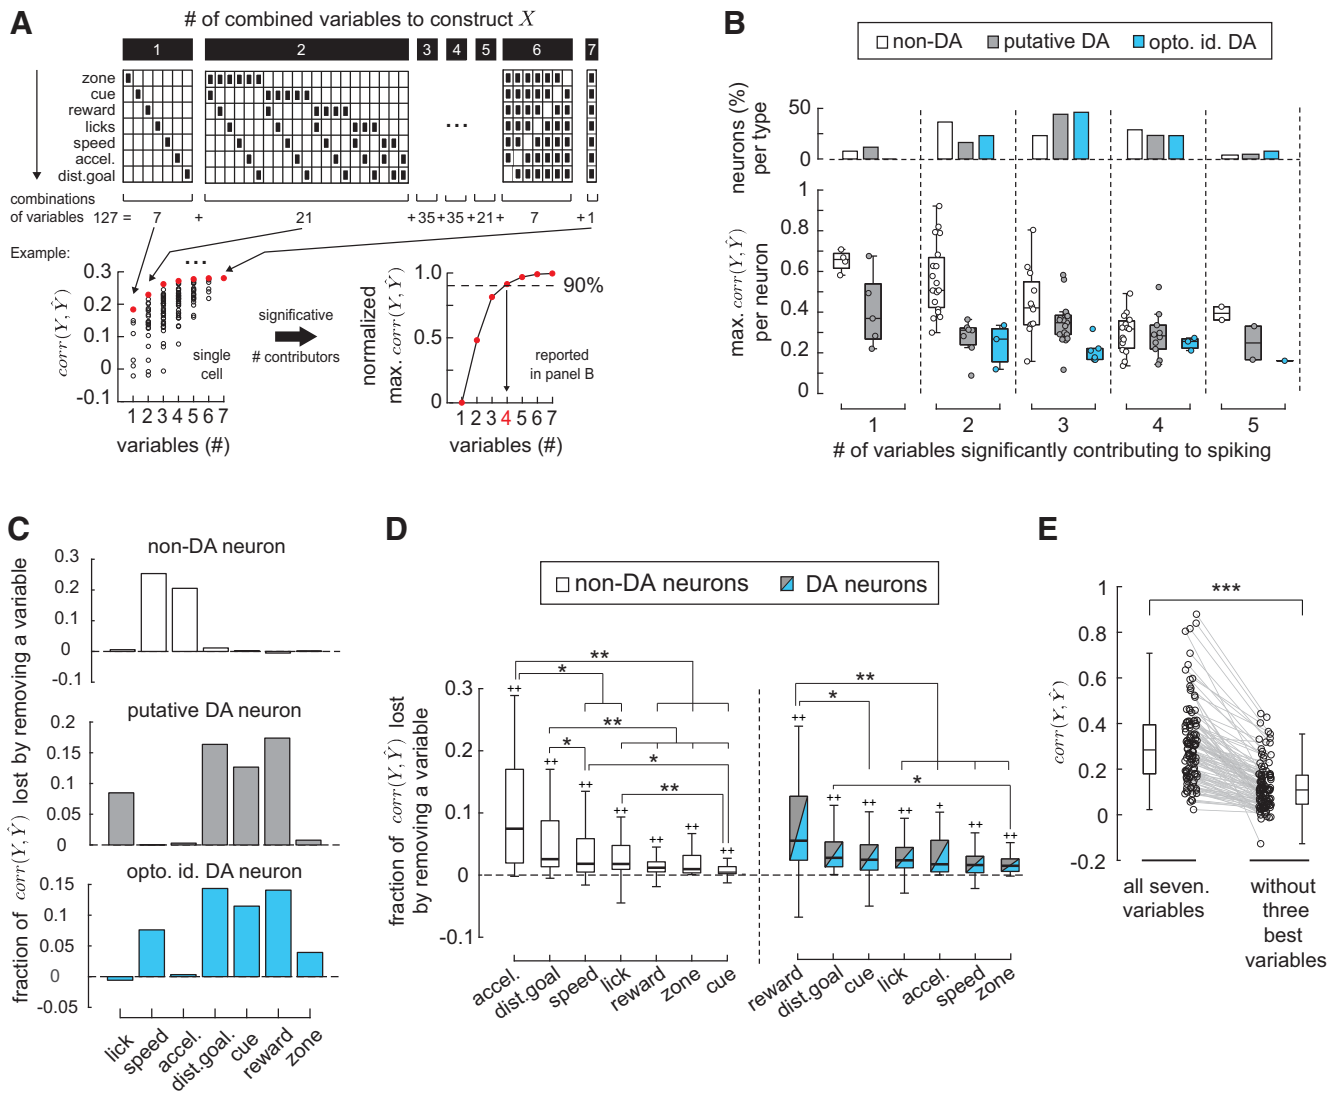 A
# of combined variables to construct X
1 2 3 4 5 6 7
zone
cue
reward
licks
speed
accel.
dist.goal
...
combinations
of variables 127 = 7 + 21 +35 +35 +21 + 7 +1
Example:
...
corr(Y, Ŷ)
0.3
0.2
0.1
0
-0.1
single
cell
1 2 3 4 5 6 7
variables (#)
significative
# contributors
normalized
max. corr(Y, Ŷ)
1.0
0.5
0
90%
reported
in panel B
1 2 3 4 5 6 7
variables (#)
B
non-DA putative DA opto. id. DA
neurons (%)
per type
50
0
max. corr(Y, Ŷ)
per neuron
1
0.8
0.6
0.4
0.2
0
1 2 3 4 5
# of variables significantly contributing to spiking
C
fraction of corr(Y, Ŷ) lost by removing a variable
non-DA neuron
0.3
0.2
0.1
0
-0.1
putative DA neuron
0.2
0.15
0.1
0.05
0
opto. id. DA neuron
0.15
0.1
0.05
0
-0.05
lick speed accel. dist.goal. cue reward zone
D
non-DA neurons DA neurons
fraction of corr(Y, Ŷ) lost
by removing a variable
0.3
0.2
0.1
0
-0.1
**
*
**
*
*
**
++ ++ ++ ++ ++ ++ ++
**
*
*
++ ++ ++ ++ + ++ ++
accel. dist.goal speed lick reward zone cue
reward dist.goal cue lick accel. speed zone
E
corr(Y, Ŷ)
1
0.8
0.6
0.4
0.2
0
-0.2
***
all seven.
variables
without
three
best
variables